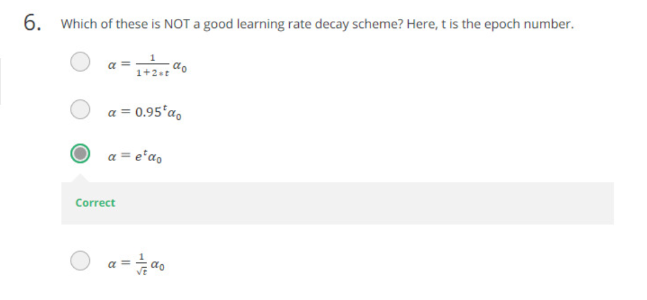 6. Which of these is NOT a good learning rate decay scheme? Here, t is the epoch number.
α = 1/(1+2*t) α₀
α = 0.95ᵗα₀
α = eᵗα₀
Correct
α = 1/√t α₀